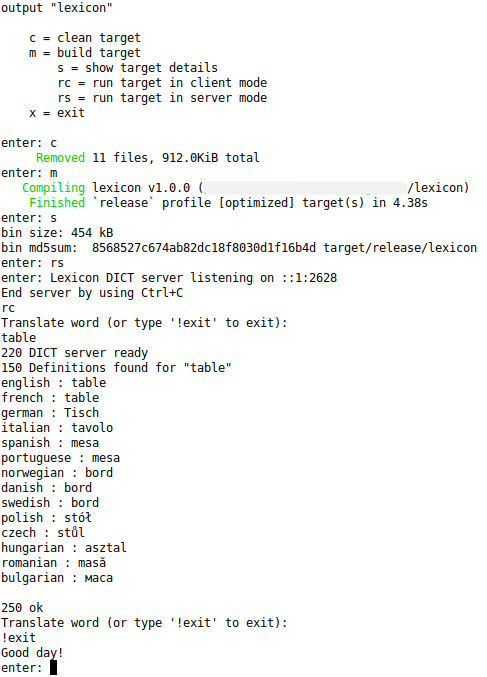 output "lexicon"
c = clean target
m = build target
s = show target details
rc = run target in client mode
rs = run target in server mode
x = exit
enter: c
Removed 11 files, 912.0KiB total
enter: m
Compiling lexicon v1.0.0 (/lexicon)
Finished `release` profile [optimized] target(s) in 4.38s
enter: s
bin size: 454 kB
bin md5sum:  8568527c674ab82dc18f8030d1f16b4d target/release/lexicon
enter: rs
enter: Lexicon DICT server listening on ::1:2628
End server by using Ctrl+C
rc
Translate word (or type '!exit' to exit):
table
220 DICT server ready
150 Definitions found for "table"
english : table
french : table
german : Tisch
italian : tavolo
spanish : mesa
portuguese : mesa
norwegian : bord
danish : bord
swedish : bord
polish : stół
czech : stůl
hungarian : asztal
romanian : masă
bulgarian : маса
250 ok
Translate word (or type '!exit' to exit):
!exit
Good day!
enter: